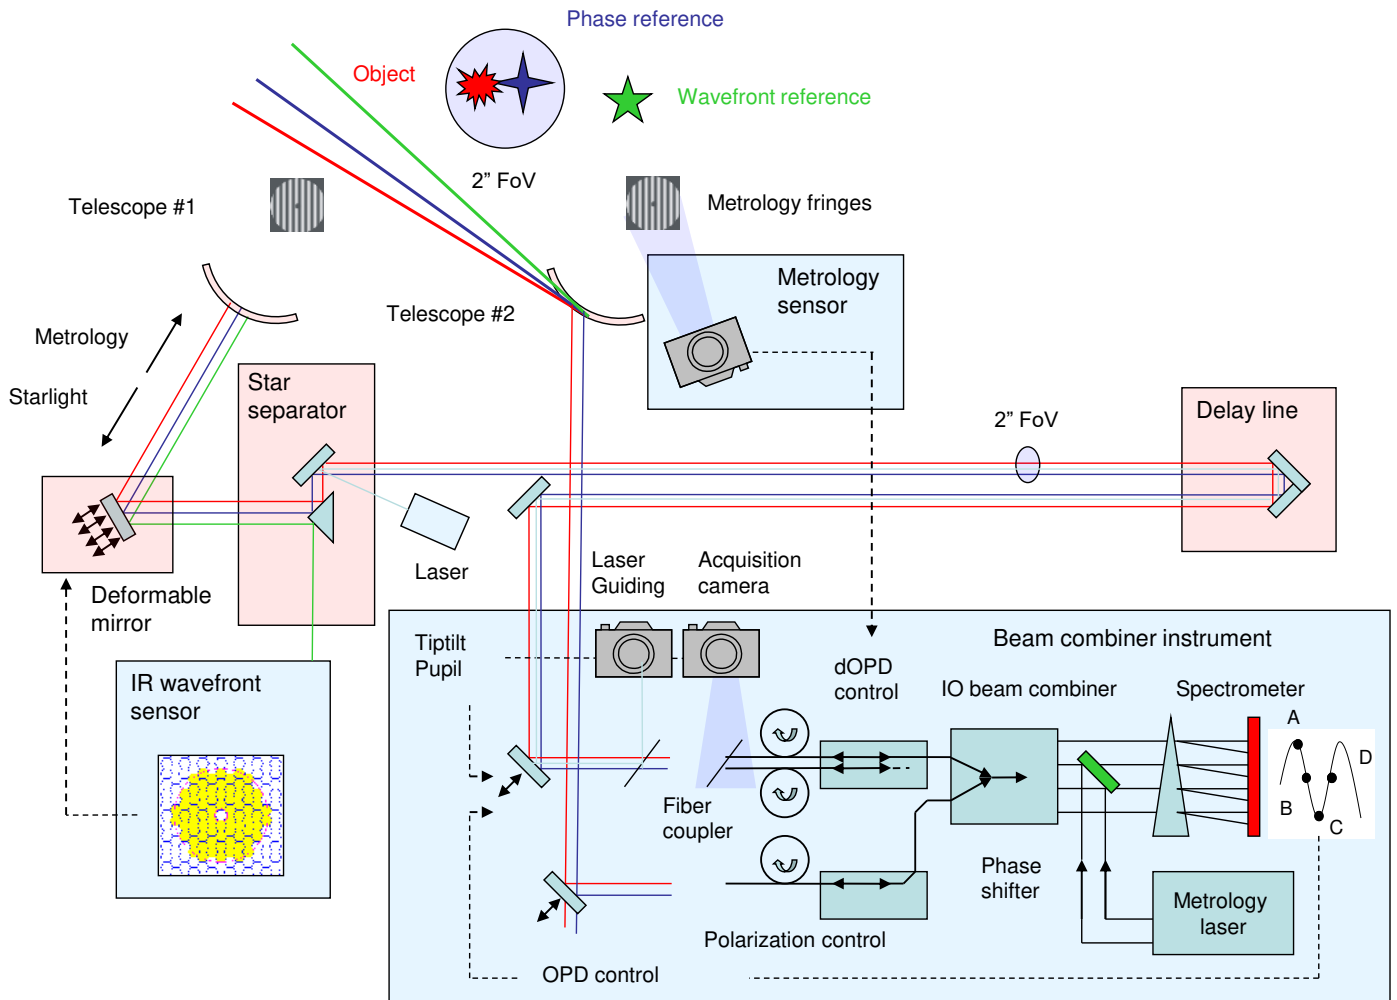 Phase reference
Object
Wavefront reference
2” FoV
Telescope #1
Metrology fringes
Metrology
sensor
Telescope #2
Metrology
Starlight
Star
separator
2” FoV
Delay line
Laser
Deformable
mirror
Laser
Guiding
Acquisition
camera
Tiptilt
Pupil
Beam combiner instrument
dOPD
control
IO beam combiner
Spectrometer
IR wavefront
sensor
A
D
B
C
Fiber
coupler
Phase
shifter
Metrology
laser
Polarization control
OPD control